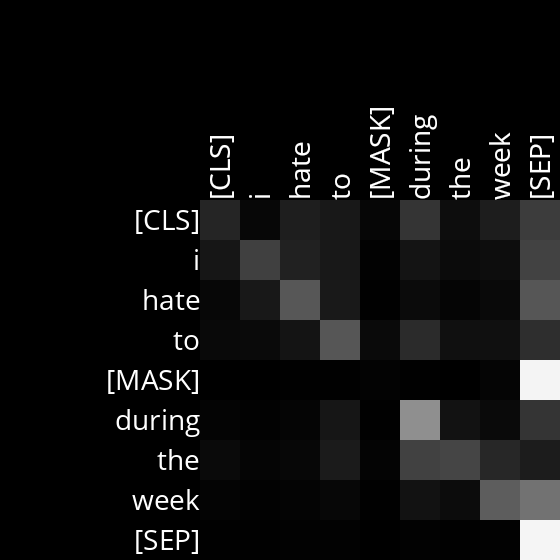 [CLS] i hate to [MASK] during the week [SEP]
[CLS]
i
hate
to
[MASK]
during
the
week
[SEP]